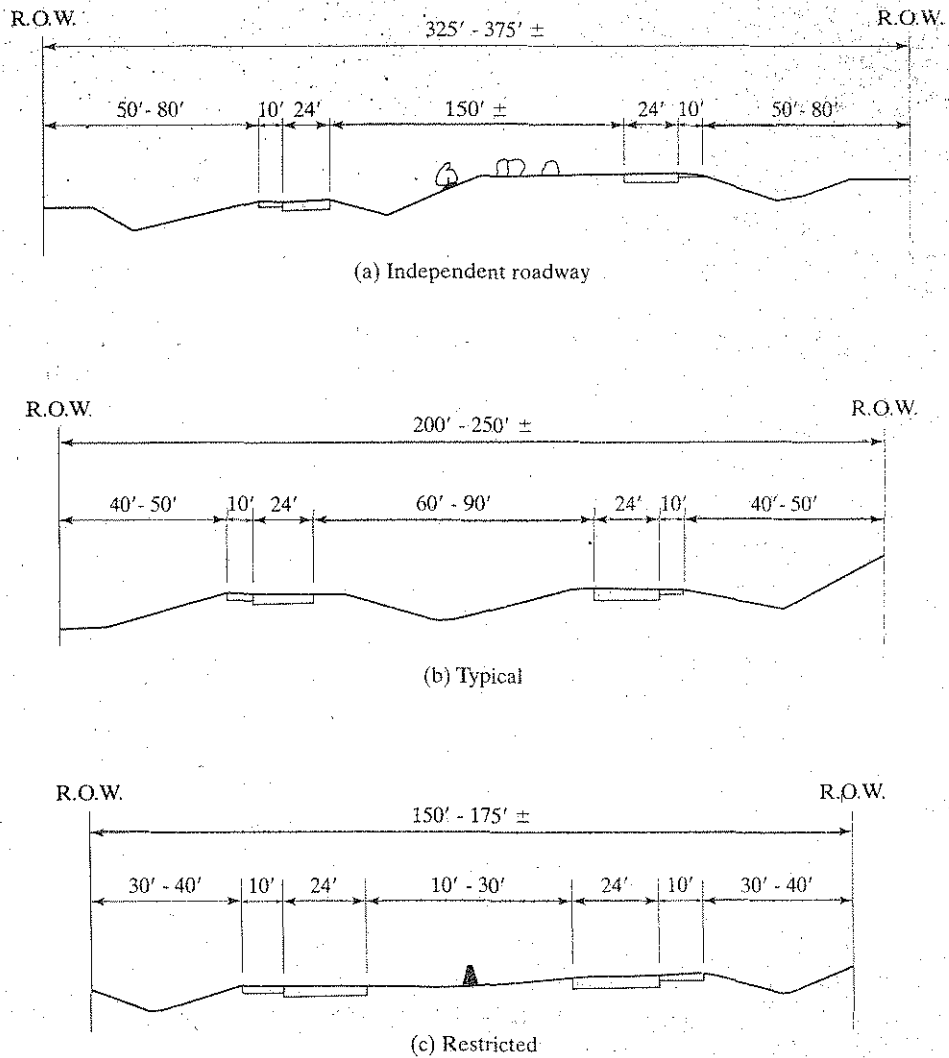 R.O.W. R.O.W.
325' - 375' ±
50'- 80' 10' 24' 150' ± 24' 10' 50'- 80'
(a) Independent roadway
R.O.W. R.O.W.
200' - 250' ±
40'- 50' 10' 24' 60' - 90' 24' 10' 40'- 50'
(b) Typical
R.O.W. R.O.W.
150' - 175' ±
30' - 40' 10' 24' 10' - 30' 24' 10' 30' - 40'
(c) Restricted